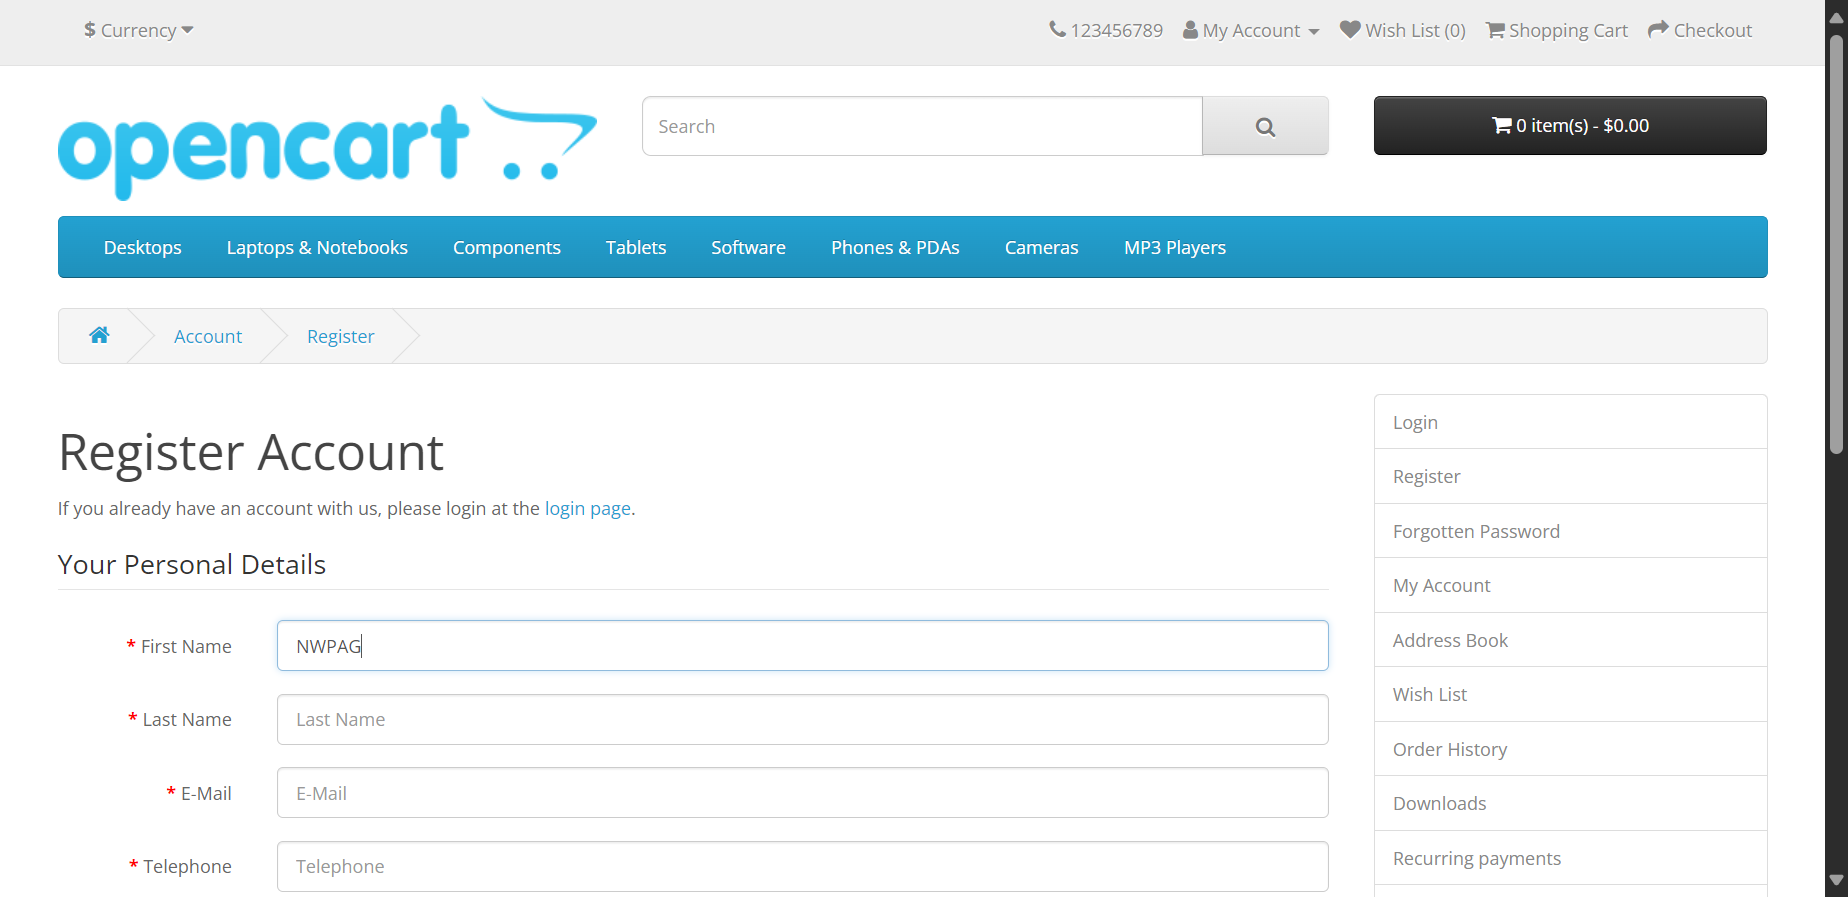 $ Currency
123456789 My Account Wish List (0) Shopping Cart Checkout
opencart
Search
0 item(s) - $0.00
Desktops Laptops & Notebooks Components Tablets Software Phones & PDAs Cameras MP3 Players
Account Register
Register Account
If you already have an account with us, please login at the login page.
Your Personal Details
* First Name NWPAG
* Last Name Last Name
* E-Mail E-Mail
* Telephone Telephone
Login
Register
Forgotten Password
My Account
Address Book
Wish List
Order History
Downloads
Recurring payments